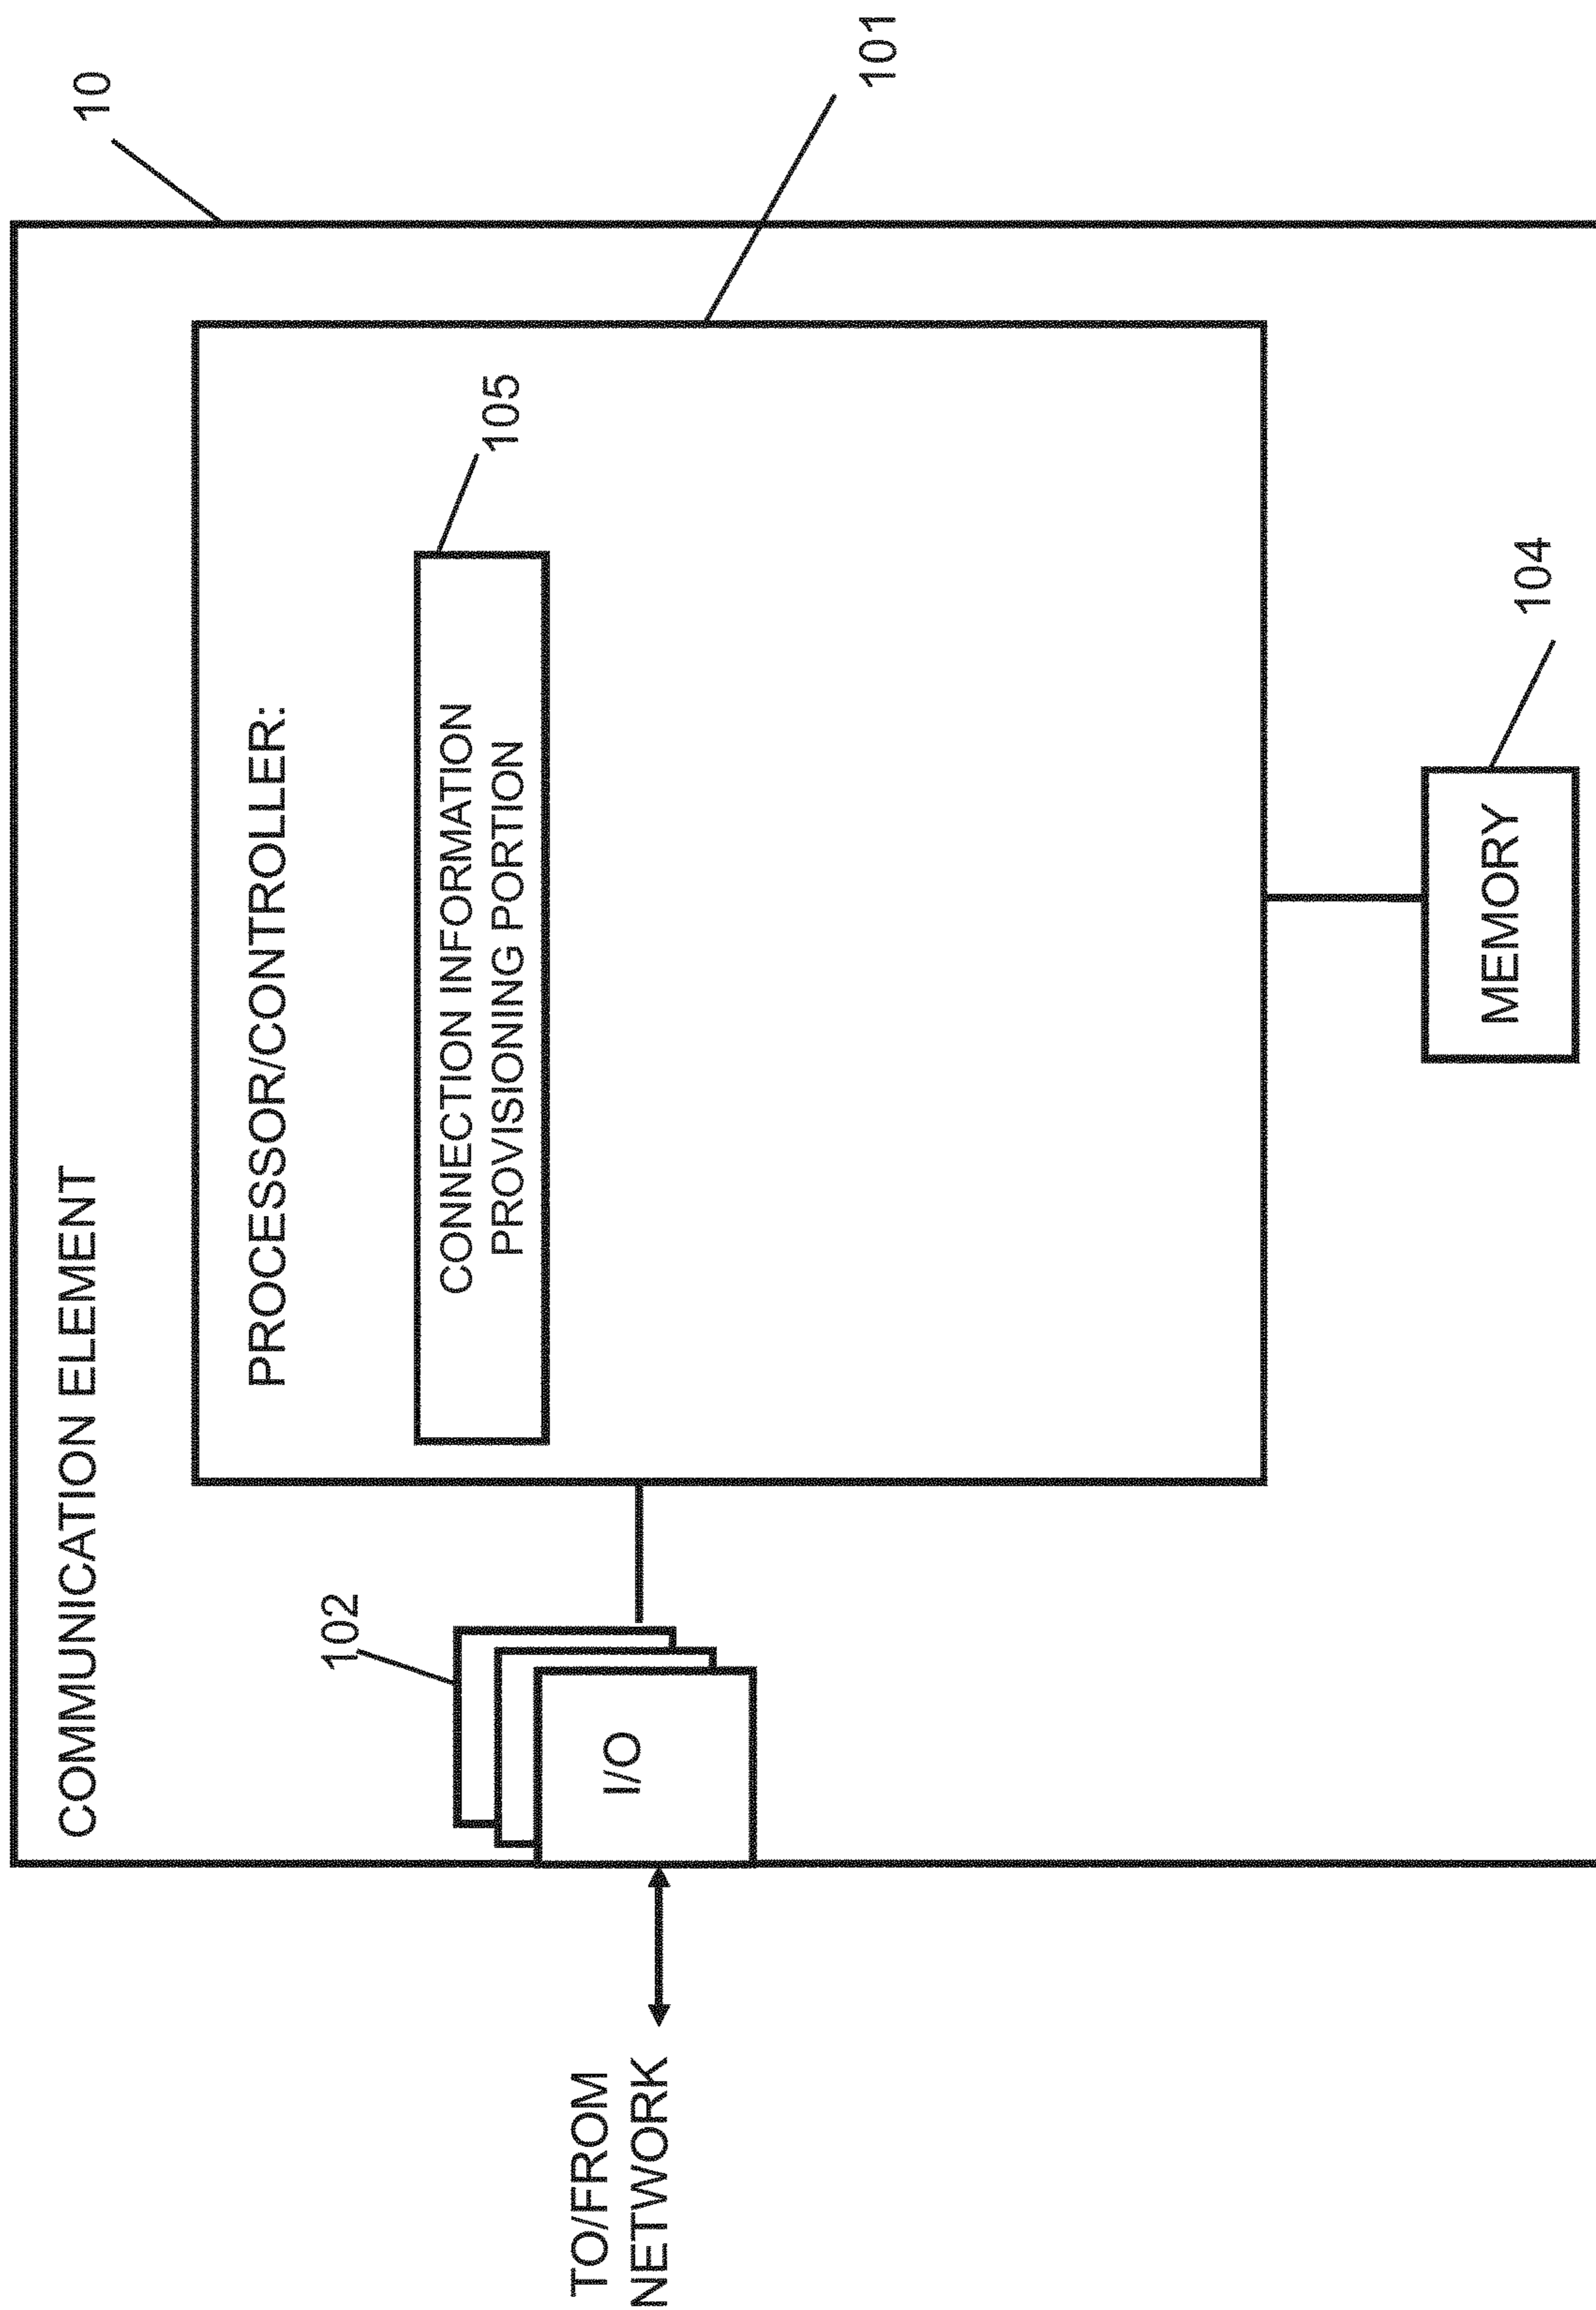 COMMUNICATION ELEMENT
10
PROCESSOR/CONTROLLER:
102
CONNECTION INFORMATION
PROVISIONING PORTION
105
TO/FROM
NETWORK
I/O
101
MEMORY
104